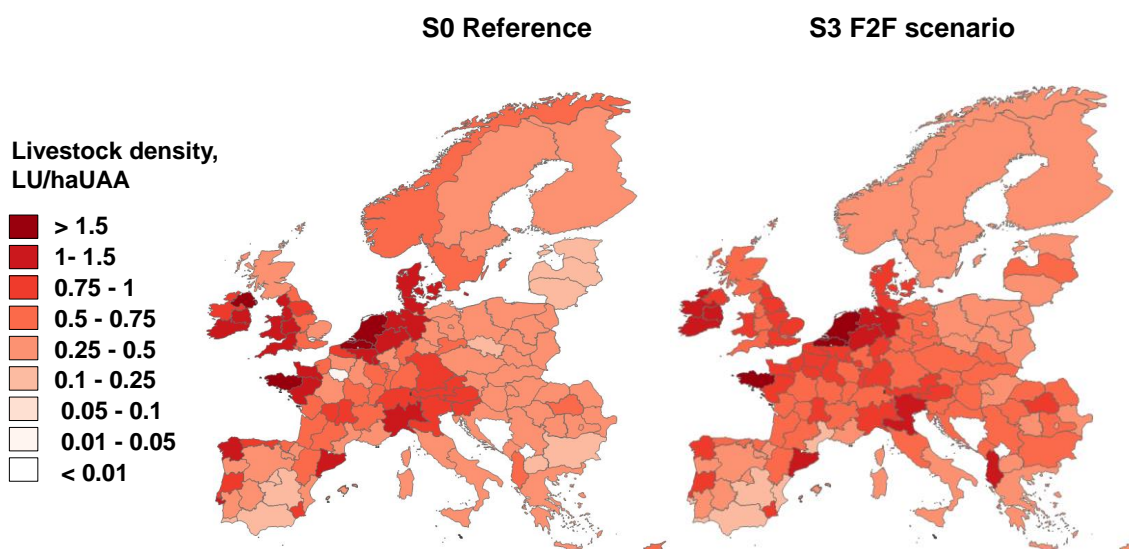 S0 Reference
S3 F2F scenario
Livestock density,
LU/haUAA
> 1.5
1- 1.5
0.75 - 1
0.5 - 0.75
0.25 - 0.5
0.1 - 0.25
0.05 - 0.1
0.01 - 0.05
< 0.01